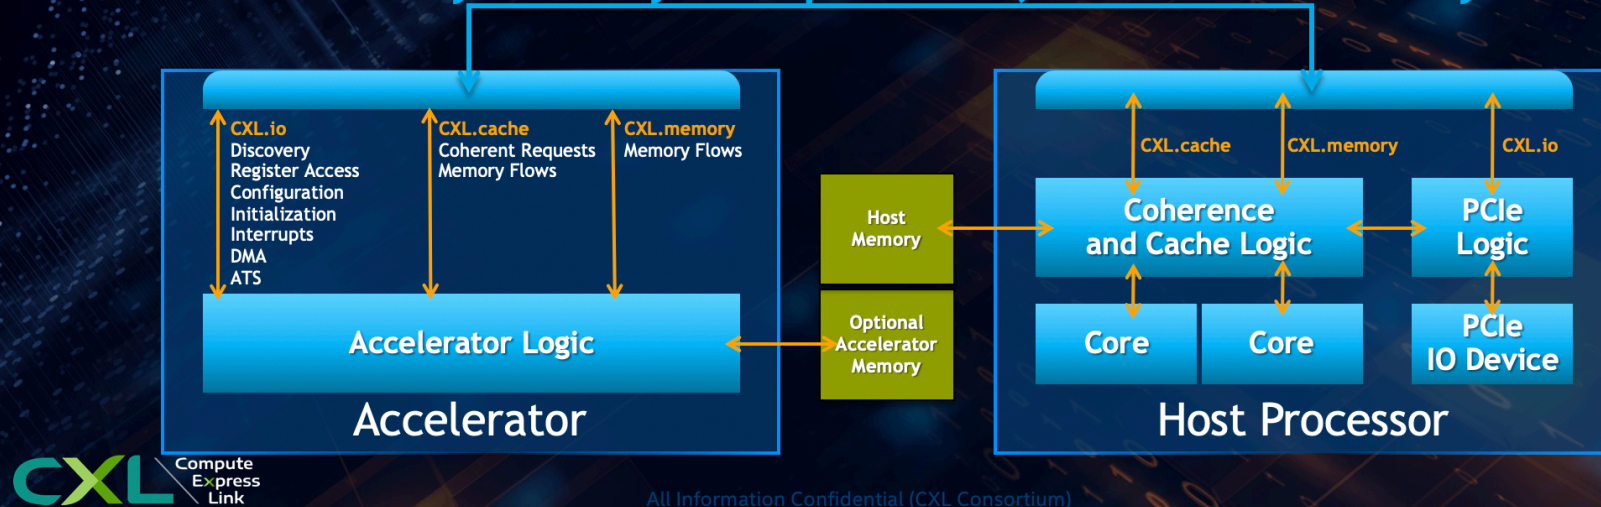 CXL.io
Discovery
Register Access
Configuration
Initialization
Interrupts
DMA
ATS
CXL.cache
Coherent Requests
Memory Flows
CXL.memory
Memory Flows
Accelerator Logic
Accelerator
Host
Memory
Optional
Accelerator
Memory
CXL.cache
CXL.memory
CXL.io
Coherence
and Cache Logic
PCIe
Logic
Core
Core
PCIe
IO Device
Host Processor
CXL
Compute
Express
Link
All Information Confidential (CXL Consortium)